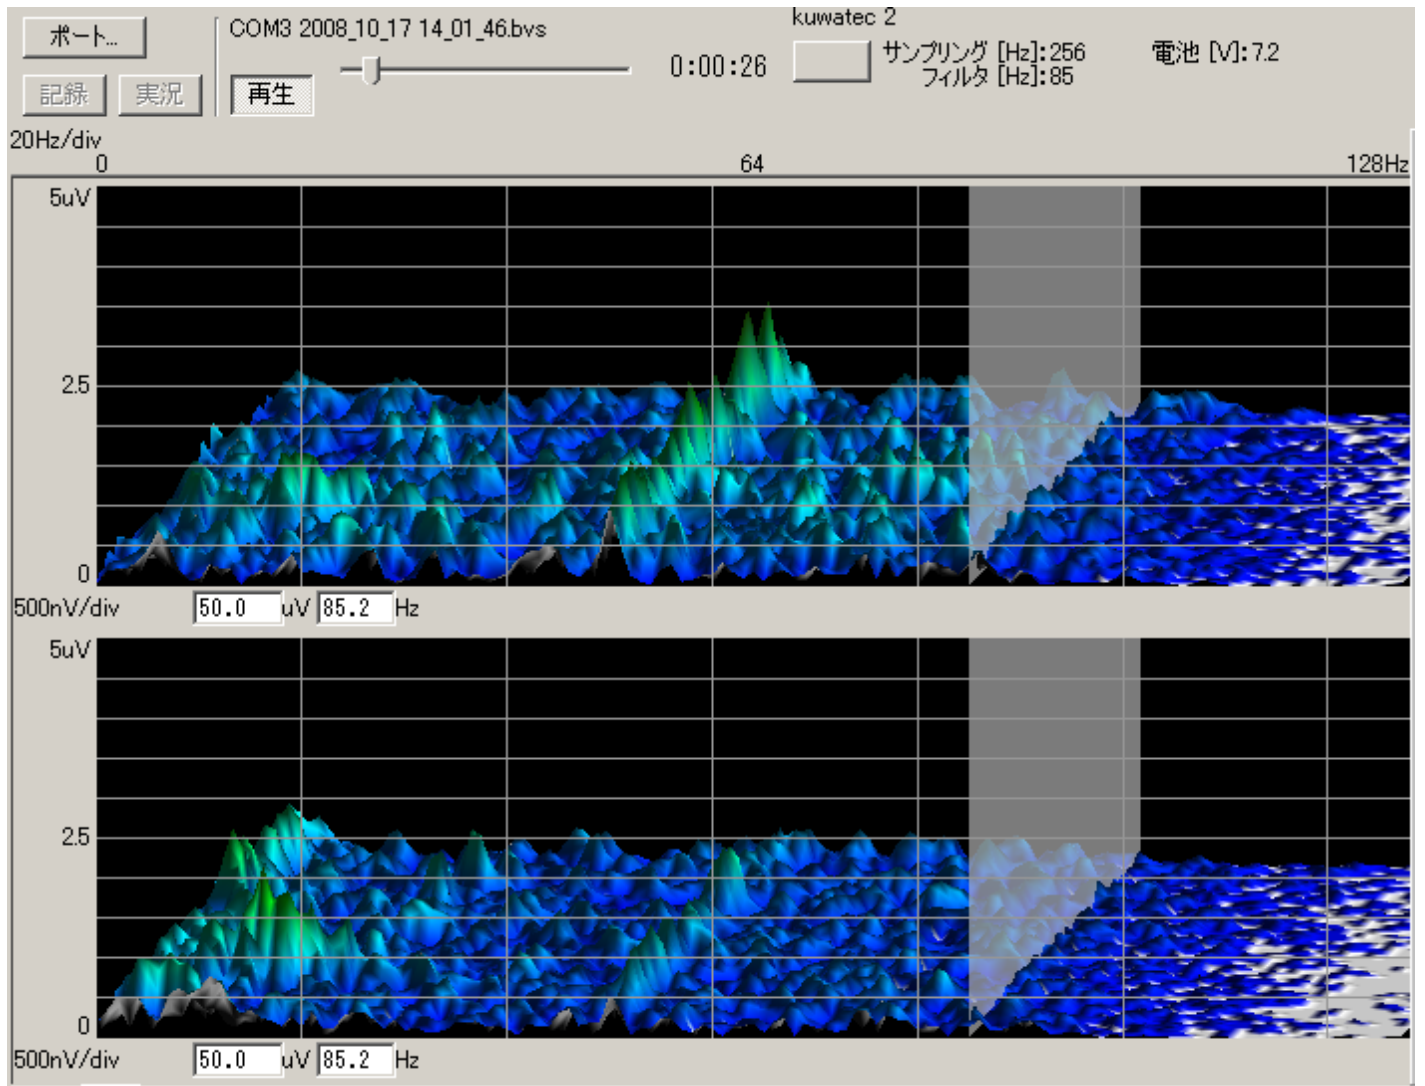 ポート...
COM3 2008_10_17 14_01_46.bvs
0:00:26
kuwatec 2
サンプリング [Hz]:256
フィルタ [Hz]:85
電池 [V]:7.2
記録
実況
再生
20Hz/div
0 64 128Hz
5uV
2.5
0
500nV/div 50.0 uV 85.2 Hz
5uV
2.5
0
500nV/div 50.0 uV 85.2 Hz